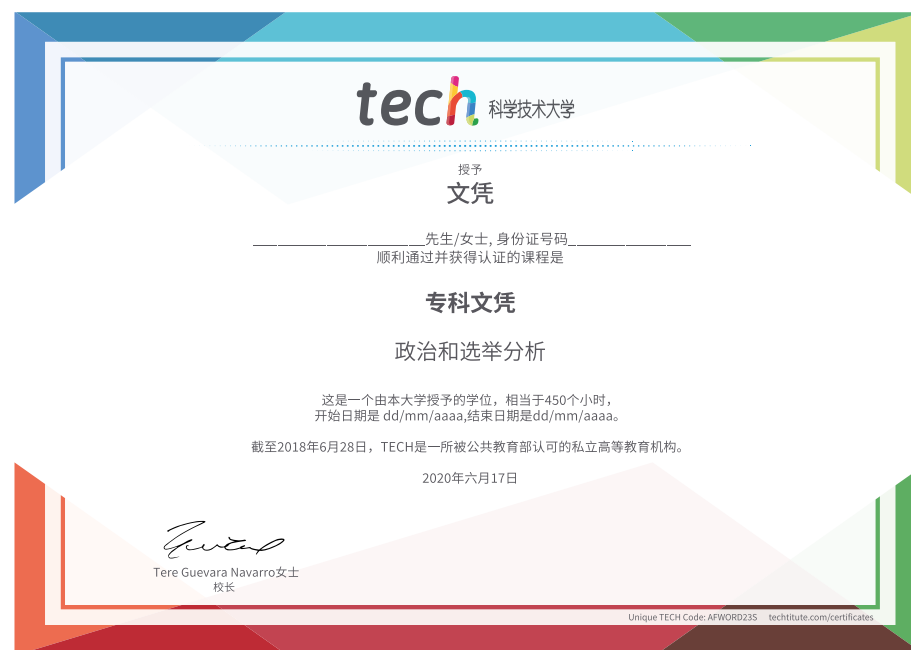 tech 科学技术大学
授予
文凭
先生/女士, 身份证号码
顺利通过并获得认证的课程是
专科文凭
政治和选举分析
这是一个由本大学授予的学位，相当于450个小时，
开始日期是 dd/mm/aaaa,结束日期是dd/mm/aaaa。
截至2018年6月28日，TECH是一所被公共教育部认可的私立高等教育机构。
2020年六月17日
Tere Guevara Navarro女士
校长
Unique TECH Code: AFWORD23S techtitute.com/certificates